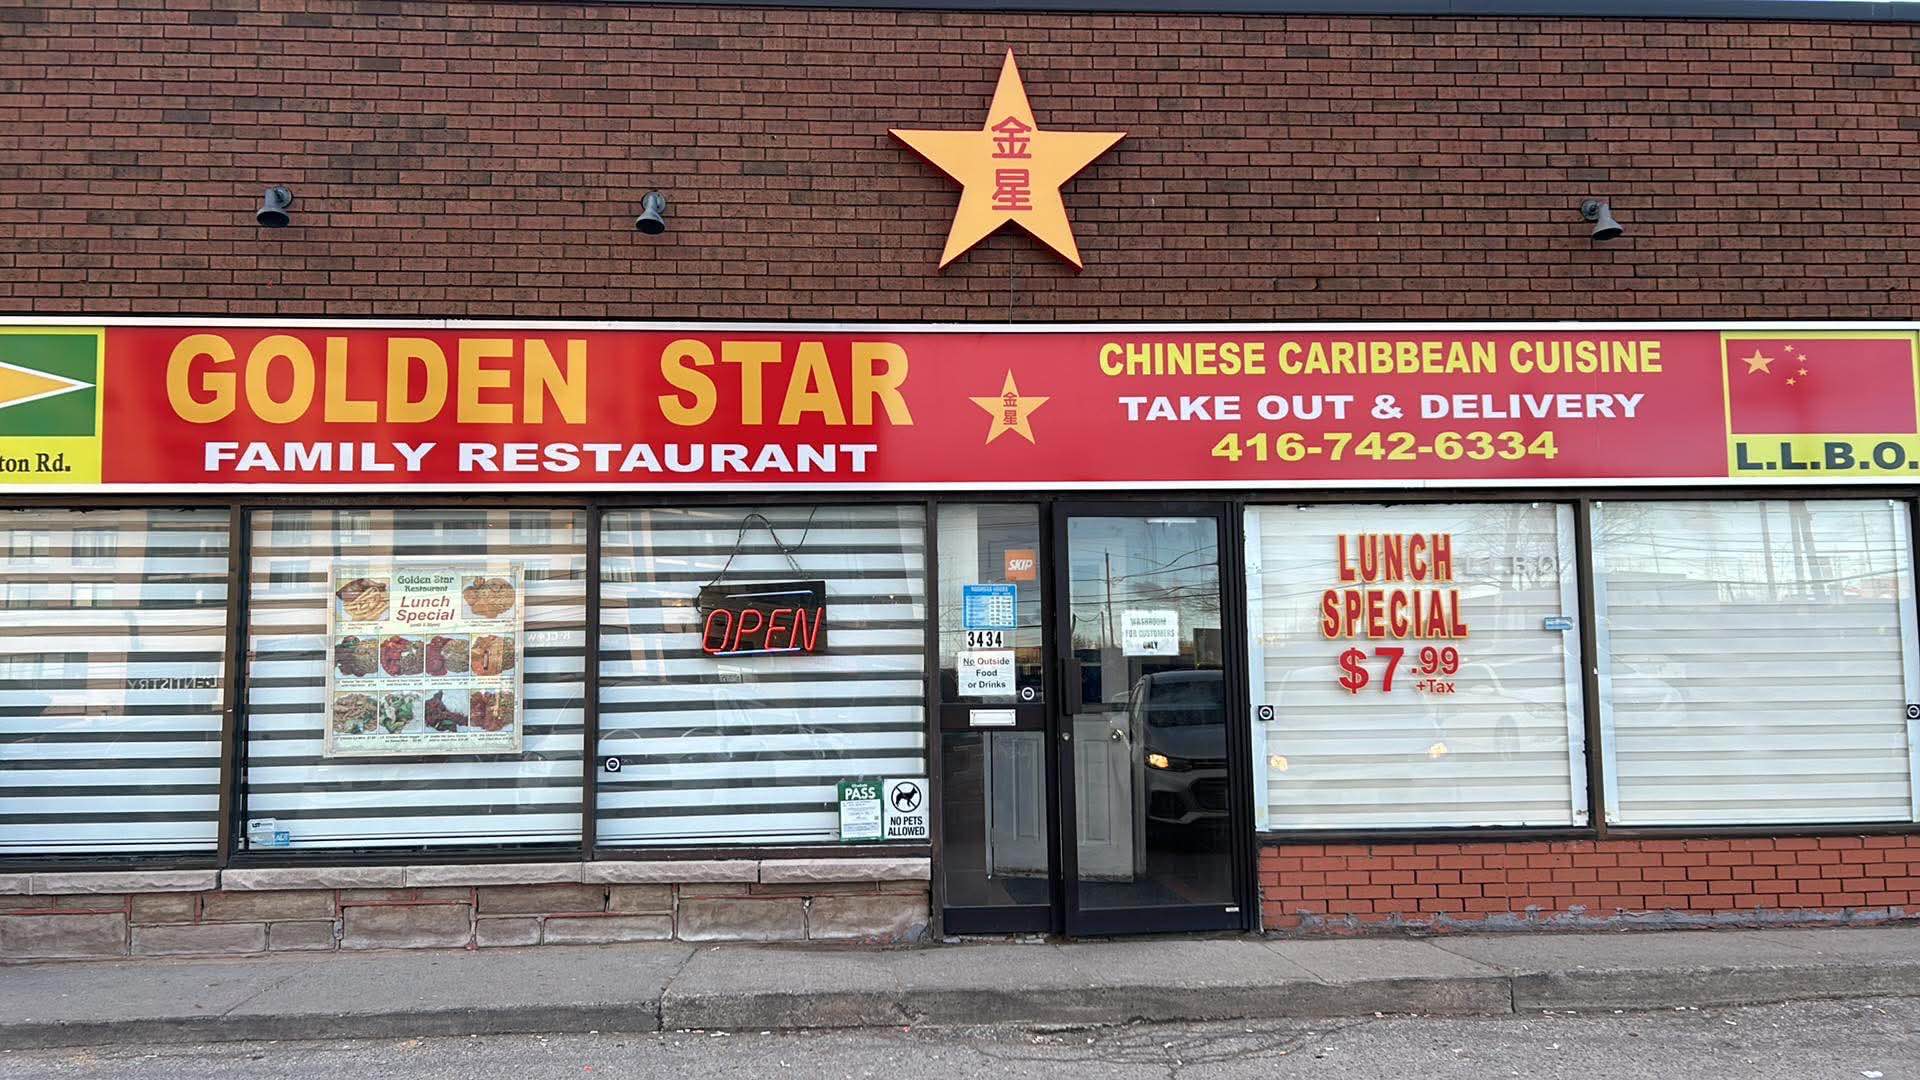 金
星
GOLDEN STAR
FAMILY RESTAURANT
ton Rd.
金
星
CHINESE CARIBBEAN CUISINE
TAKE OUT & DELIVERY
416-742-6334
L.L.B.O.
Golden Star
Restaurant
Lunch
Special
OPEN
PASS
NO PETS
ALLOWED
SKIP
3434
No Outside
Food
or Drinks
WASHROOM
FOR CUSTOMERS
ONLY
LUNCH
SPECIAL
$7.99
+Tax